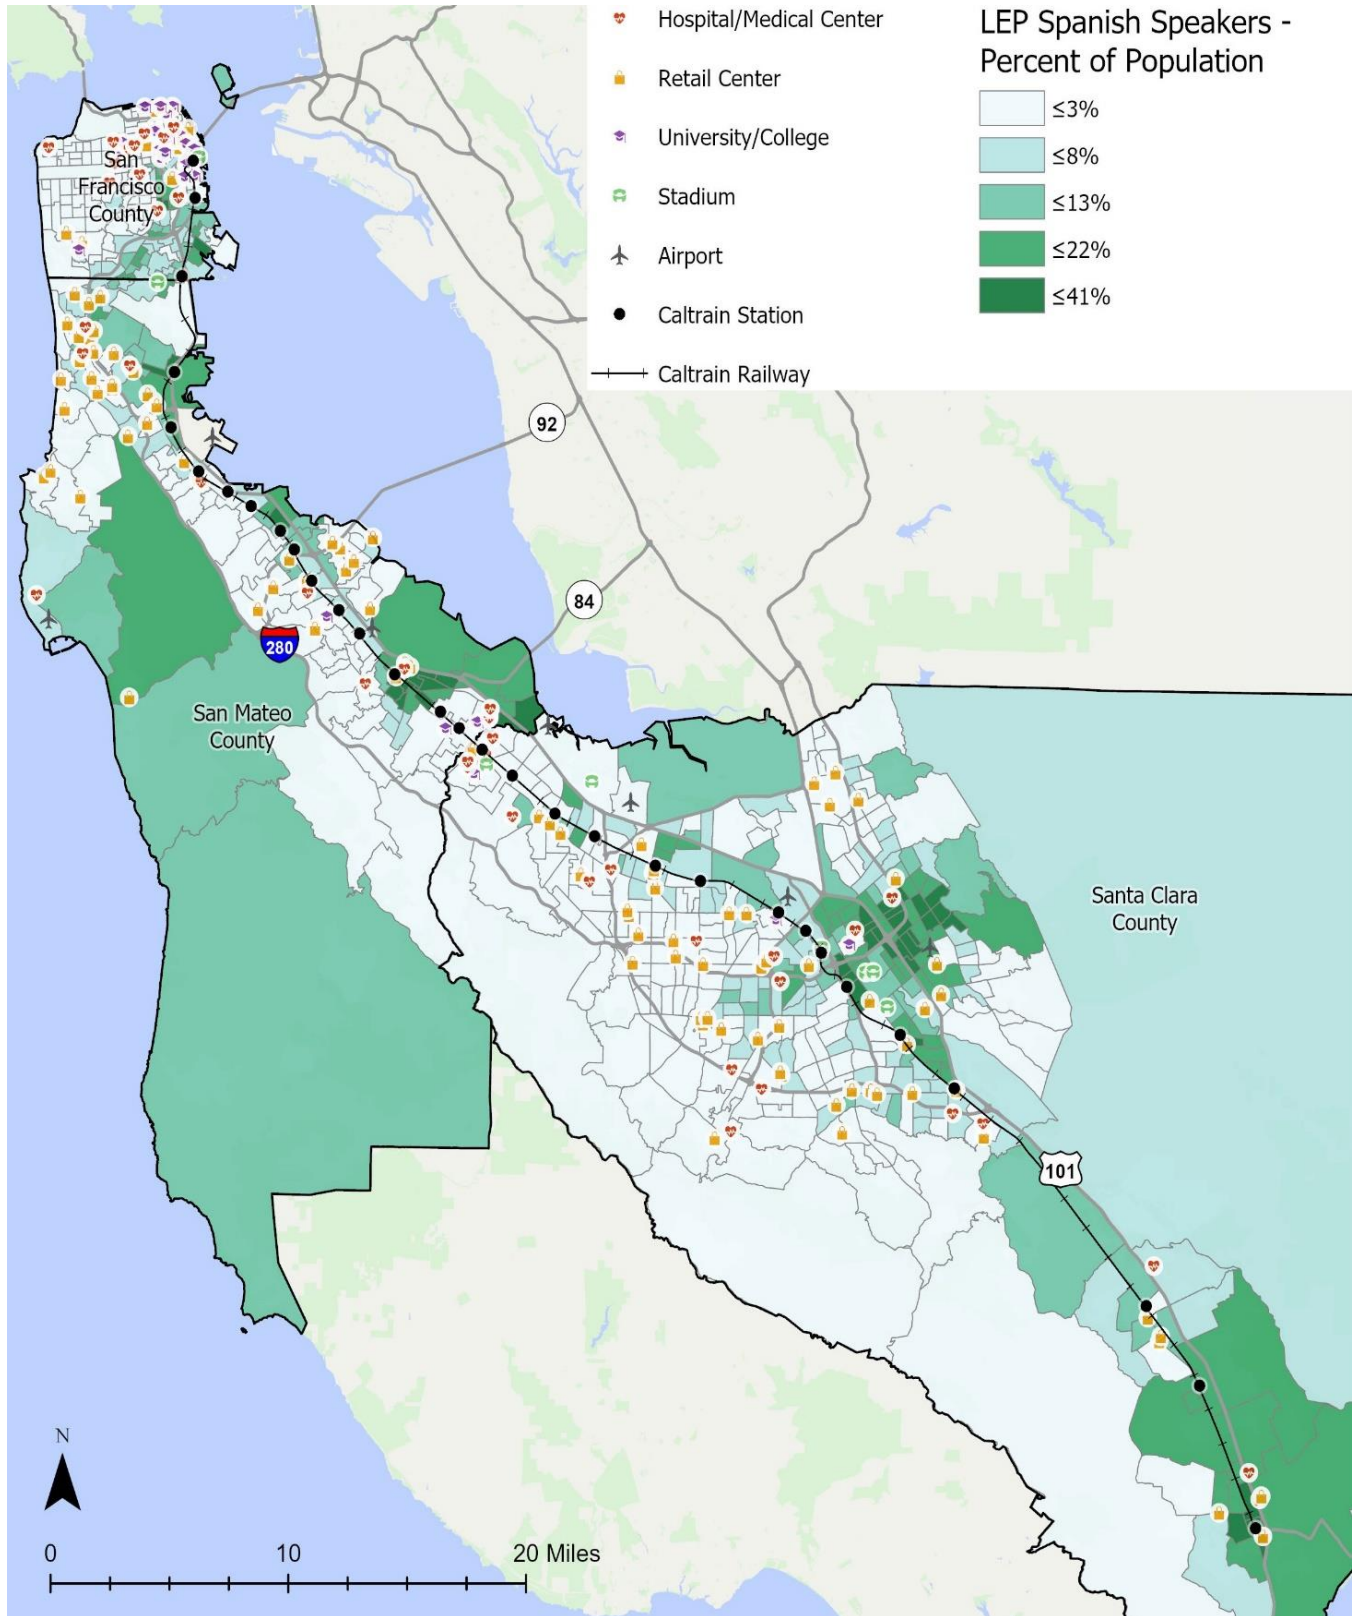 Hospital/Medical Center
Retail Center
University/College
Stadium
Airport
Caltrain Station
Caltrain Railway
LEP Spanish Speakers -
Percent of Population
≤3%
≤8%
≤13%
≤22%
≤41%
San
Francisco
County
92
84
280
San Mateo
County
Santa Clara
County
101
N
0
10
20 Miles